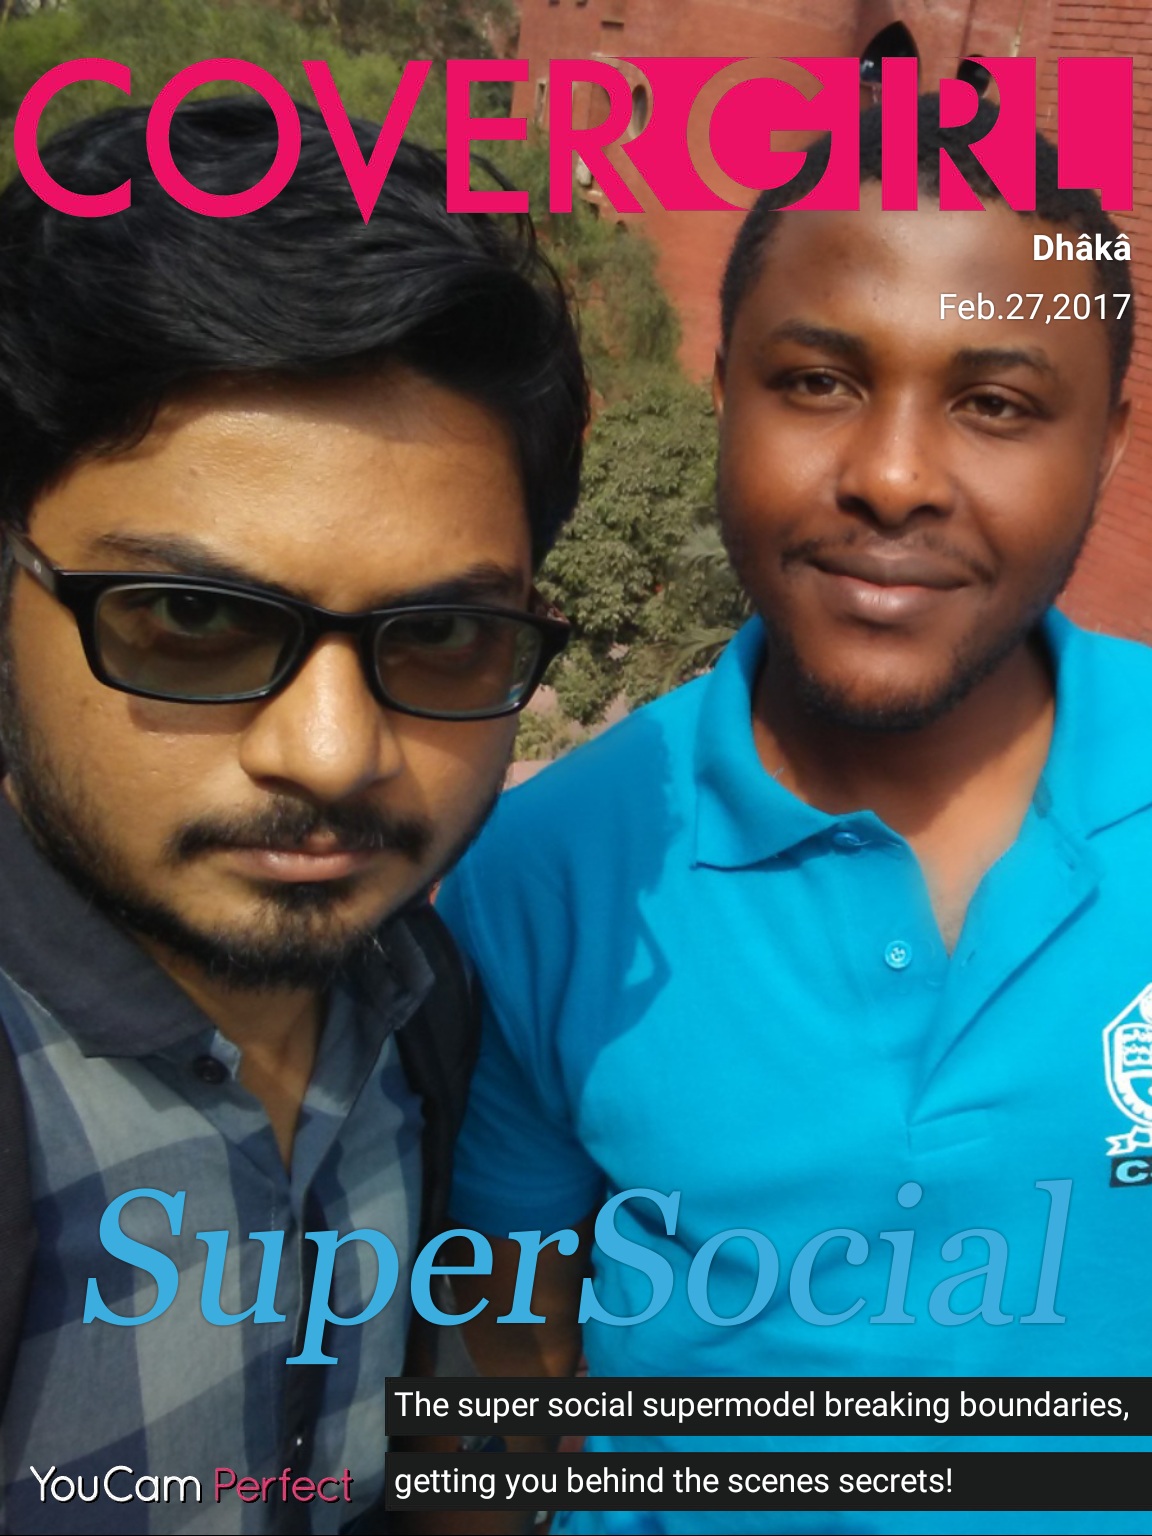 COVERGIRL
Dhâkâ
Feb.27,2017
SuperSocial
The super social supermodel breaking boundaries,
getting you behind the scenes secrets!
YouCam Perfect